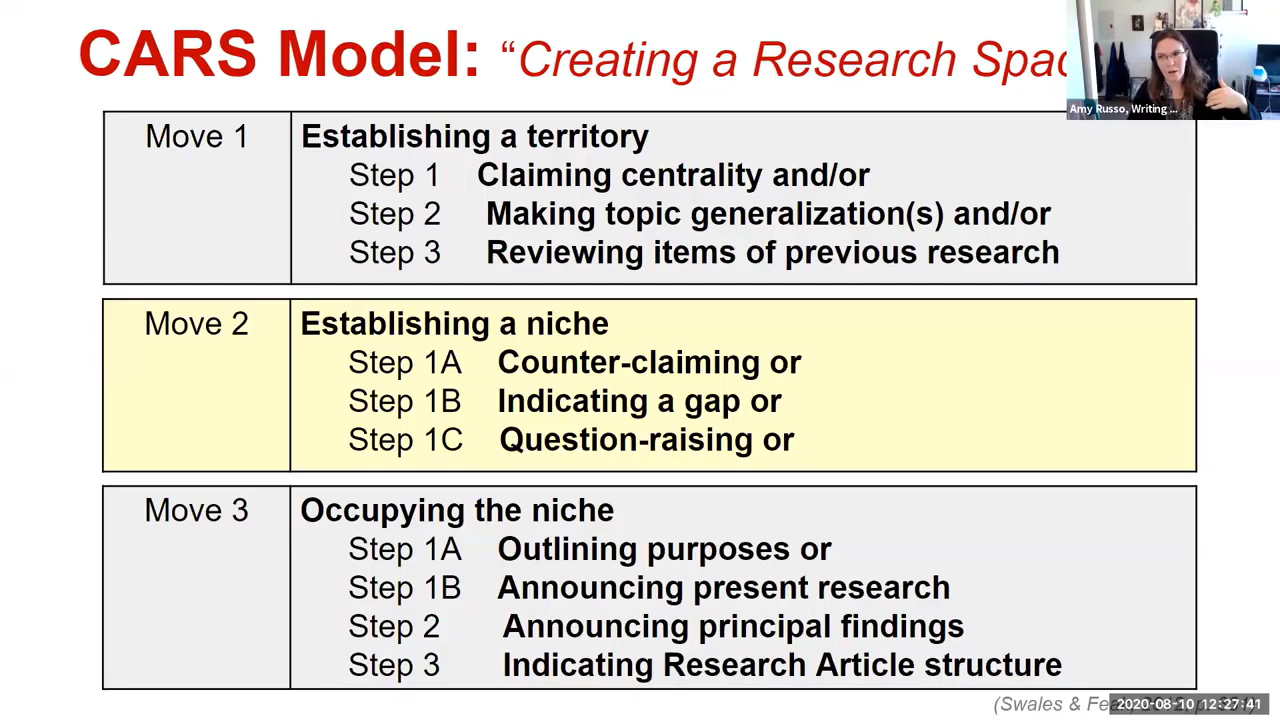 CARS Model: “Creating a Research Spac
Amy Russo, Writing ...
Move 1
Establishing a territory
Step 1 Claiming centrality and/or
Step 2 Making topic generalization(s) and/or
Step 3 Reviewing items of previous research
Move 2
Establishing a niche
Step 1A Counter-claiming or
Step 1B Indicating a gap or
Step 1C Question-raising or
Move 3
Occupying the niche
Step 1A Outlining purposes or
Step 1B Announcing present research
Step 2 Announcing principal findings
Step 3 Indicating Research Article structure
(Swales &
2020-08-10 12:27:41